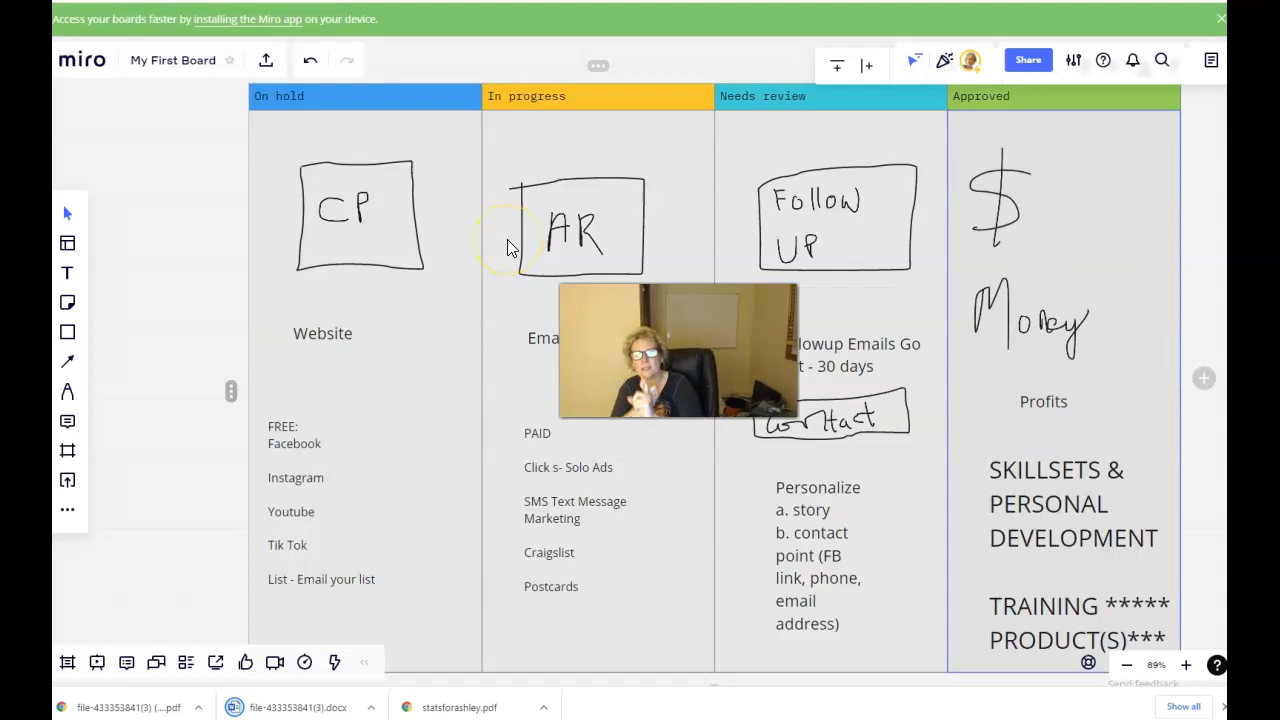 Access your boards faster by installing the Miro app on your device.
miro
My First Board
Share
On hold
In progress
Needs review
Approved
CP
AR
Follow
UP
$
Money
Website
Ema
lowup Emails Go
t - 30 days
Contact
Profits
FREE:
Facebook
Instagram
Youtube
Tik Tok
List - Email your list
PAID
Click s- Solo Ads
SMS Text Message
Marketing
Craigslist
Postcards
Personalize
a. story
b. contact
point (FB
link, phone,
email
address)
SKILLSETS &
PERSONAL
DEVELOPMENT
TRAINING *****
PRODUCT(S)***
89%
Send feedback
file-433353841(3) (....pdf
file-433353841(3).docx
statsforashley.pdf
Show all